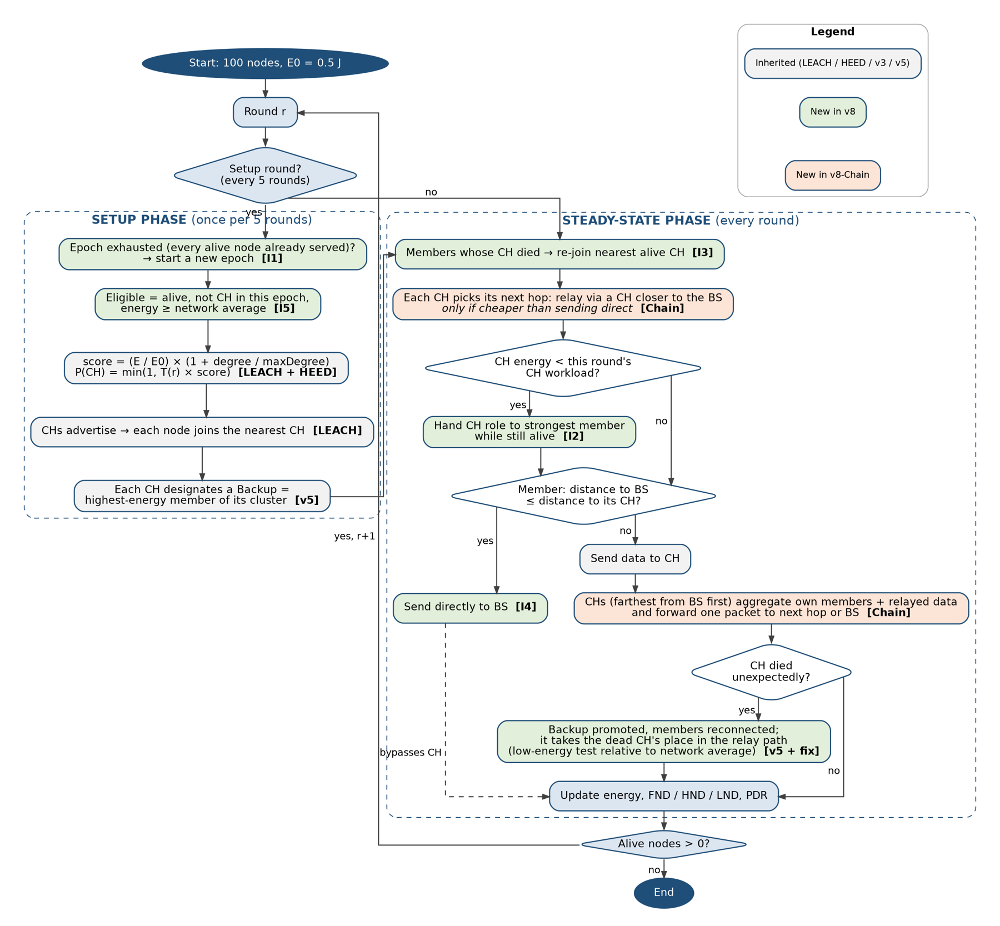 Legend
Inherited (LEACH / HEED / v3 / v5)
New in v8
New in v8-Chain
Start: 100 nodes, E0 = 0.5 J
Round r
Setup round?
(every 5 rounds)
no
yes
SETUP PHASE (once per 5 rounds)
Epoch exhausted (every alive node already served)?
→ start a new epoch [I1]
Eligible = alive, not CH in this epoch,
energy ≥ network average [I5]
score = (E / E0) × (1 + degree / maxDegree)
P(CH) = min(1, T(r) × score) [LEACH + HEED]
CHs advertise → each node joins the nearest CH [LEACH]
Each CH designates a Backup =
highest-energy member of its cluster [v5]
yes, r+1
STEADY-STATE PHASE (every round)
Members whose CH died → re-join nearest alive CH [I3]
Each CH picks its next hop: relay via a CH closer to the BS
only if cheaper than sending direct [Chain]
CH energy < this round's
CH workload?
yes
no
Hand CH role to strongest member
while still alive [I2]
Member: distance to BS
≤ distance to its CH?
yes
no
Send data to CH
Send directly to BS [I4]
CHs (farthest from BS first) aggregate own members + relayed data
and forward one packet to next hop or BS [Chain]
CH died
unexpectedly?
yes
no
Backup promoted, members reconnected;
it takes the dead CH's place in the relay path
(low-energy test relative to network average) [v5 + fix]
bypasses CH
Update energy, FND / HND / LND, PDR
Alive nodes > 0?
no
End